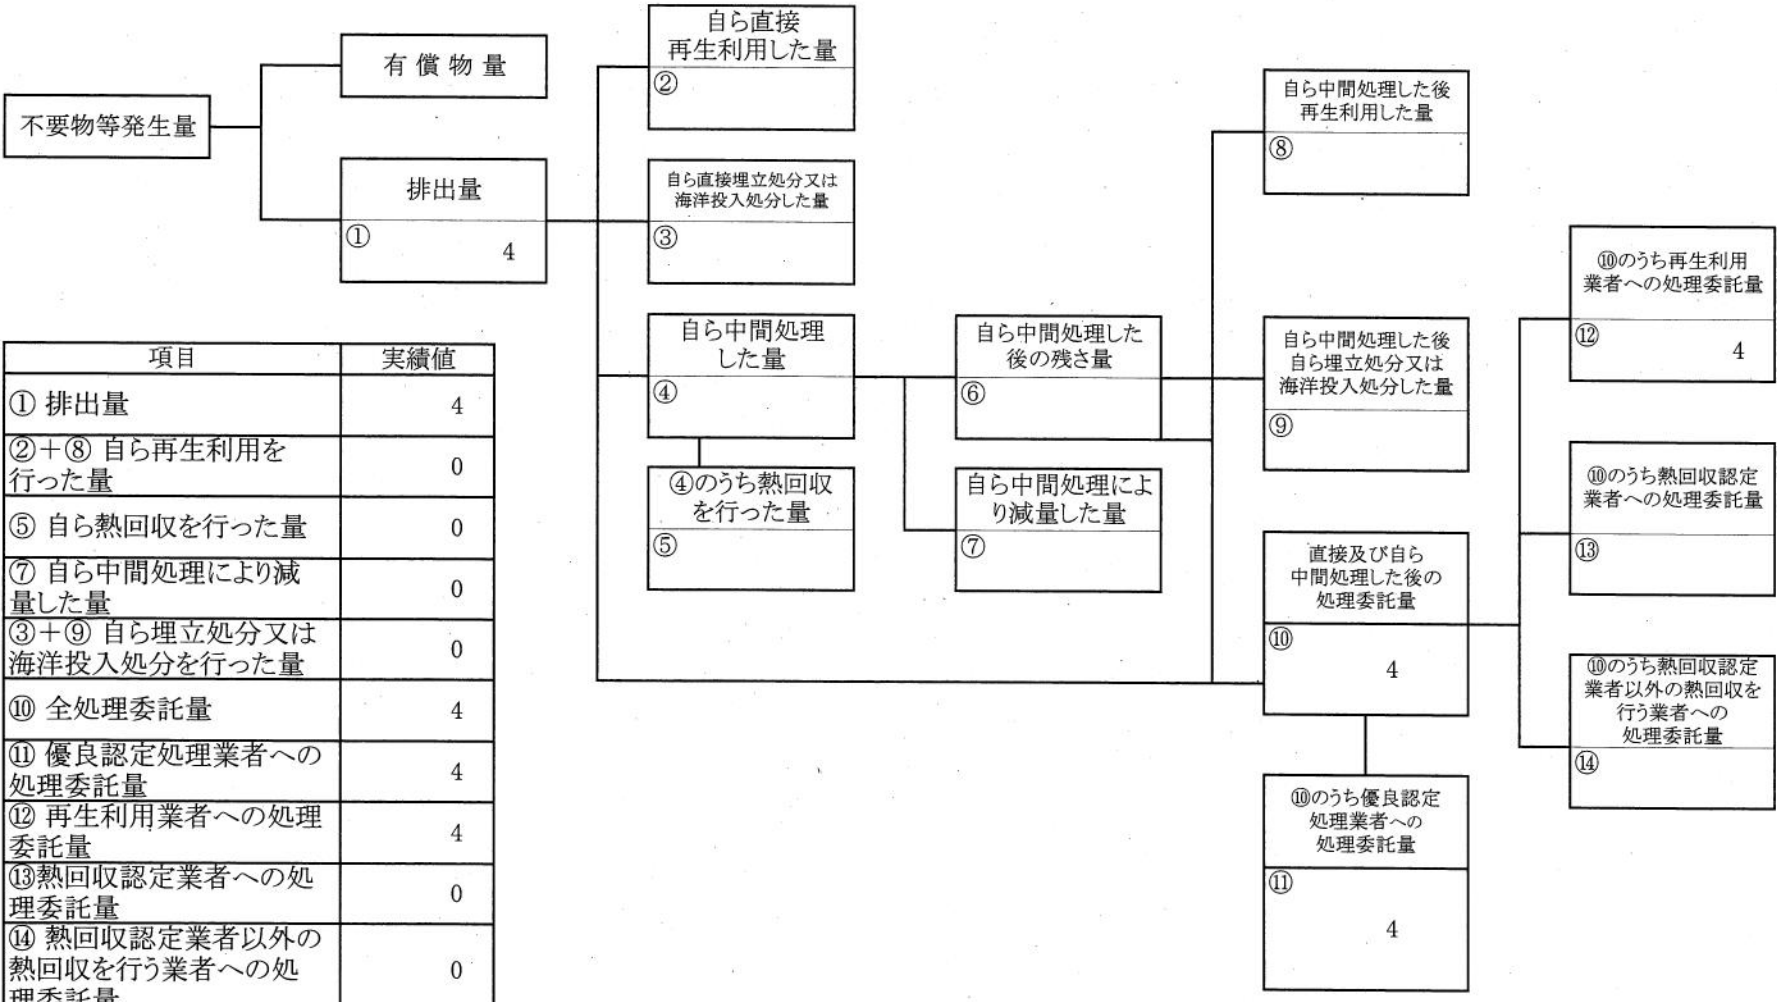 不要物等発生量
有償物量
排出量
①
4
自ら直接
再生利用した量
②
自ら直接埋立処分又は
海洋投入処分した量
③
自ら中間処理
した量
④
④のうち熱回収
を行った量
⑤
自ら中間処理した
後の残さ量
⑥
自ら中間処理によ
り減量した量
⑦
自ら中間処理した後
再生利用した量
⑧
自ら中間処理した後
自ら埋立処分又は
海洋投入処分した量
⑨
直接及び自ら
中間処理した後の
処理委託量
⑩
4
⑩のうち優良認定
処理業者への
処理委託量
⑪
4
⑩のうち再生利用
業者への処理委託量
⑫
4
⑩のうち熱回収認定
業者への処理委託量
⑬
⑩のうち熱回収認定
業者以外の熱回収を
行う業者への
処理委託量
⑭
項目 実績値
① 排出量 4
②+⑧ 自ら再生利用を
行った量 0
⑤ 自ら熱回収を行った量 0
⑦ 自ら中間処理により減
量した量 0
③+⑨ 自ら埋立処分又は
海洋投入処分を行った量 0
⑩ 全処理委託量 4
⑪ 優良認定処理業者への
処理委託量 4
⑫ 再生利用業者への処理
委託量 4
⑬熱回収認定業者への処
理委託量 0
⑭ 熱回収認定業者以外の
熱回収を行う業者への処 0
理委託量